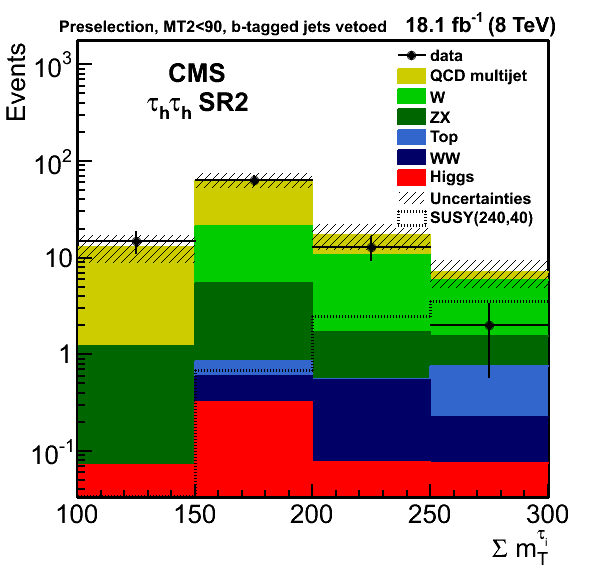 Preselection, MT2<90, b-tagged jets vetoed 18.1 fb⁻¹ (8 TeV)
CMS
τₕτₕ SR2
data
QCD multijet
W
ZX
Top
WW
Higgs
Uncertainties
SUSY(240,40)
Events
10³
10²
10
1
10⁻¹
100 150 200 250 300
Σ m_T^{τ_i}